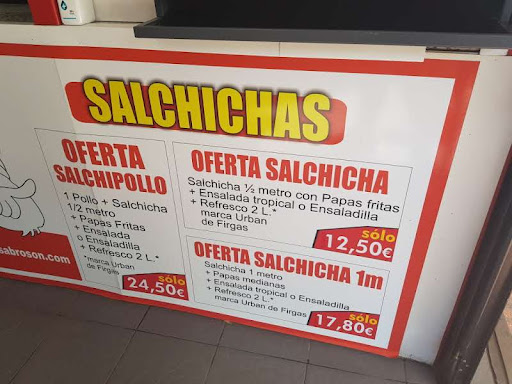 SALCHICHAS
OFERTA
SALCHIPOLLO
1 Pollo + Salchicha
1/2 metro
+ Papas Fritas
+ Ensalada
o Ensaladilla
+ Refresco 2 L.*
*marca Urban
de Firgas
sólo
24,50€
OFERTA SALCHICHA
Salchicha ½ metro con Papas fritas
+ Ensalada tropical o Ensaladilla
+ Refresco 2 L.*
marca Urban
de Firgas
sólo
12,50€
OFERTA SALCHICHA 1m
Salchicha 1 metro
+ Papas medianas
+ Ensalada tropical o Ensaladilla
+ Refresco 2 L.*
marca Urban de Firgas
sólo
17,80€
sabroson.com